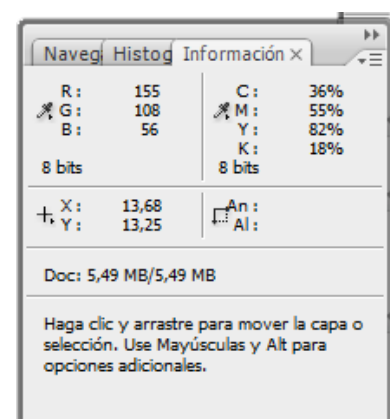 Naveg Histog Información ×
R: 155 C: 36%
G: 108 M: 55%
B: 56 Y: 82%
K: 18%
8 bits 8 bits
X: 13,68 An:
Y: 13,25 Al:
Doc: 5,49 MB/5,49 MB
Haga clic y arrastre para mover la capa o
selección. Use Mayúsculas y Alt para
opciones adicionales.